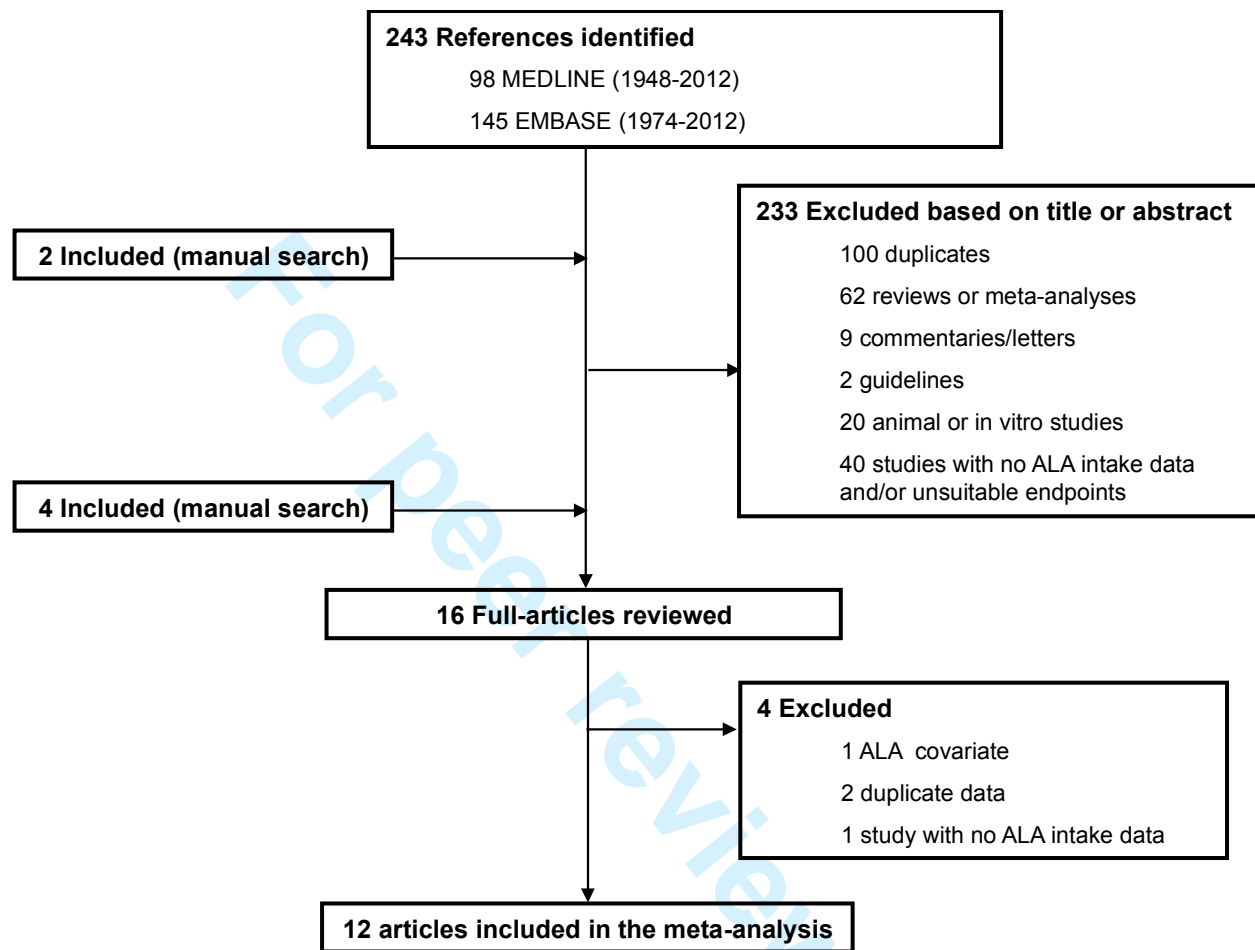 243 References identified
98 MEDLINE (1948-2012)
145 EMBASE (1974-2012)
2 Included (manual search)
233 Excluded based on title or abstract
100 duplicates
62 reviews or meta-analyses
9 commentaries/letters
2 guidelines
20 animal or in vitro studies
40 studies with no ALA intake data
and/or unsuitable endpoints
4 Included (manual search)
16 Full-articles reviewed
4 Excluded
1 ALA covariate
2 duplicate data
1 study with no ALA intake data
12 articles included in the meta-analysis
For peer review